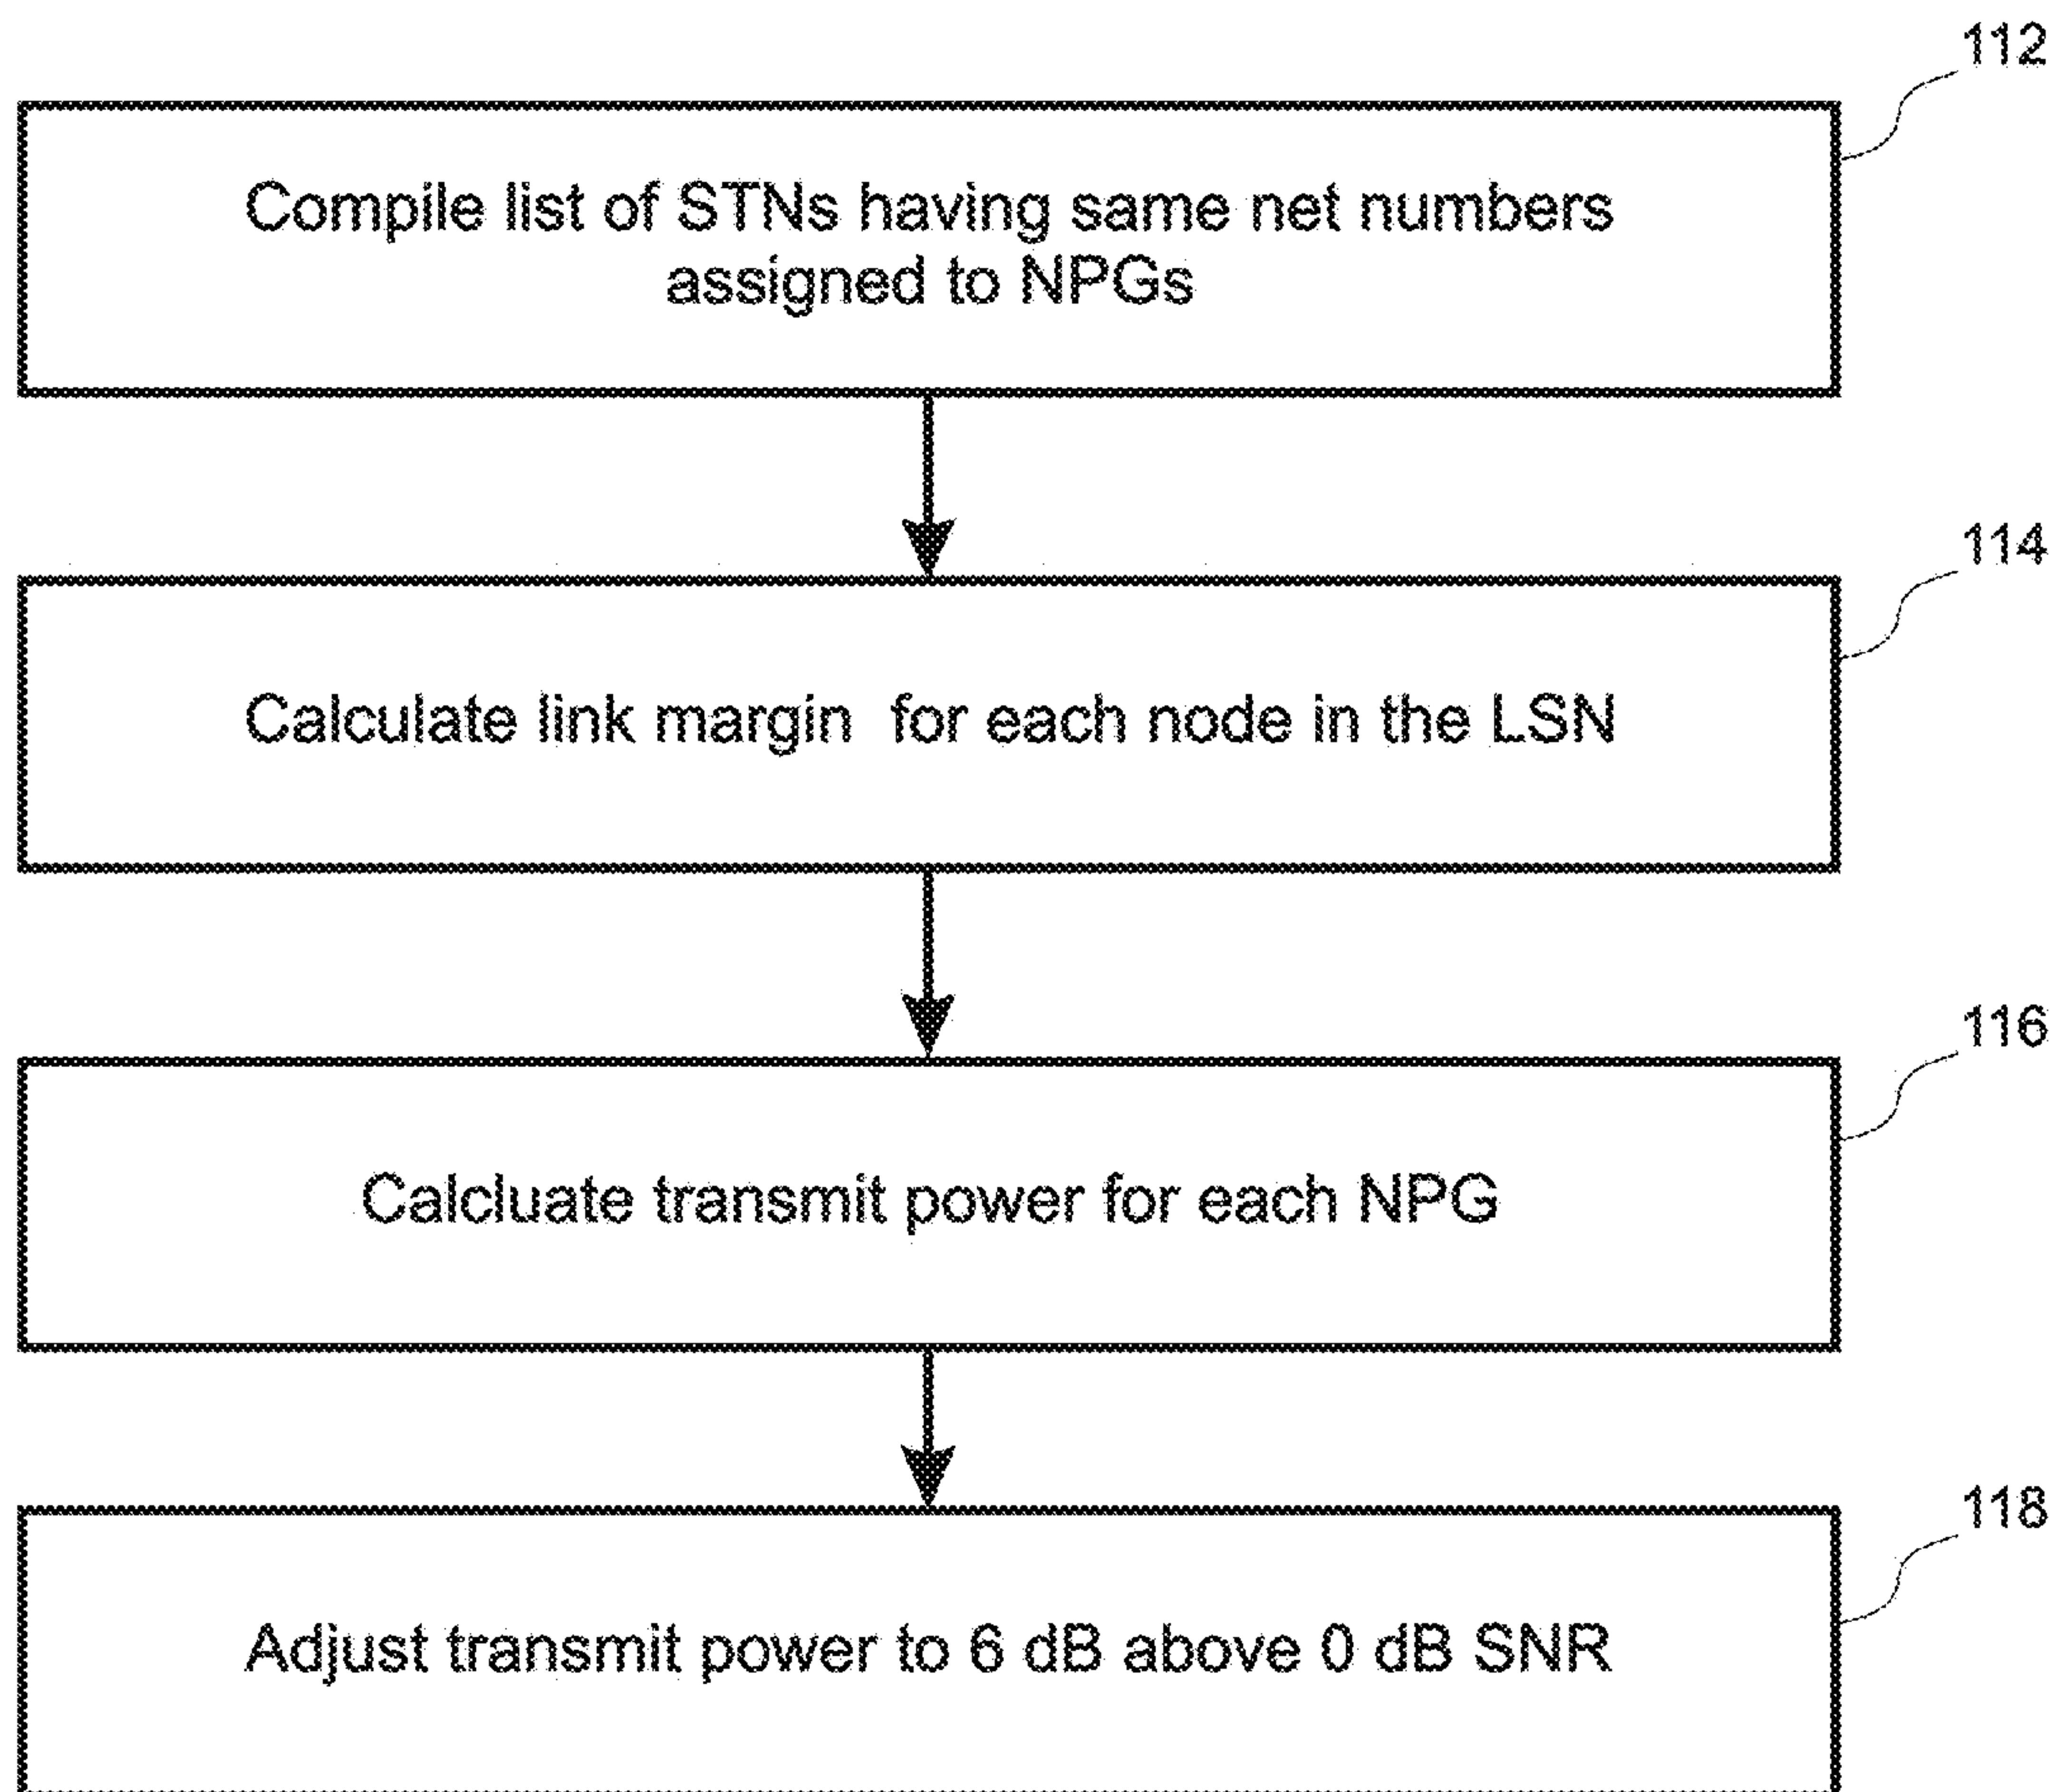 112
Compile list of STNs having same net numbers
assigned to NPGs
114
Calculate link margin for each node in the LSN
116
Calcluate transmit power for each NPG
118
Adjust transmit power to 6 dB above 0 dB SNR